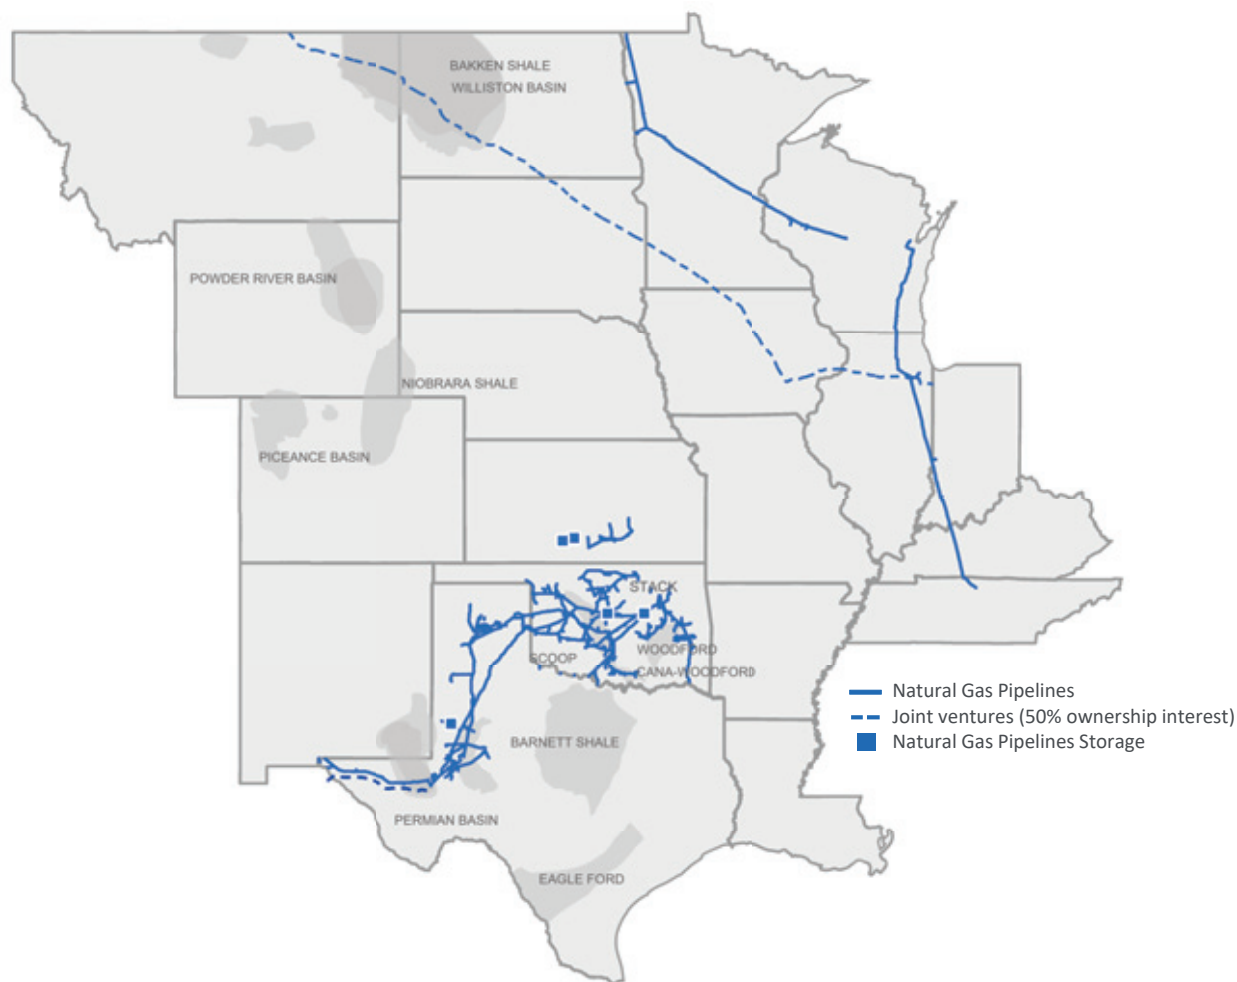 BAKKEN SHALE
WILLISTON BASIN
POWDER RIVER BASIN
NIOBRARA SHALE
PICEANCE BASIN
STACK
WOODFORD
SCOOP
CANA-WOODFORD
BARNETT SHALE
PERMIAN BASIN
EAGLE FORD
Natural Gas Pipelines
Joint ventures (50% ownership interest)
Natural Gas Pipelines Storage